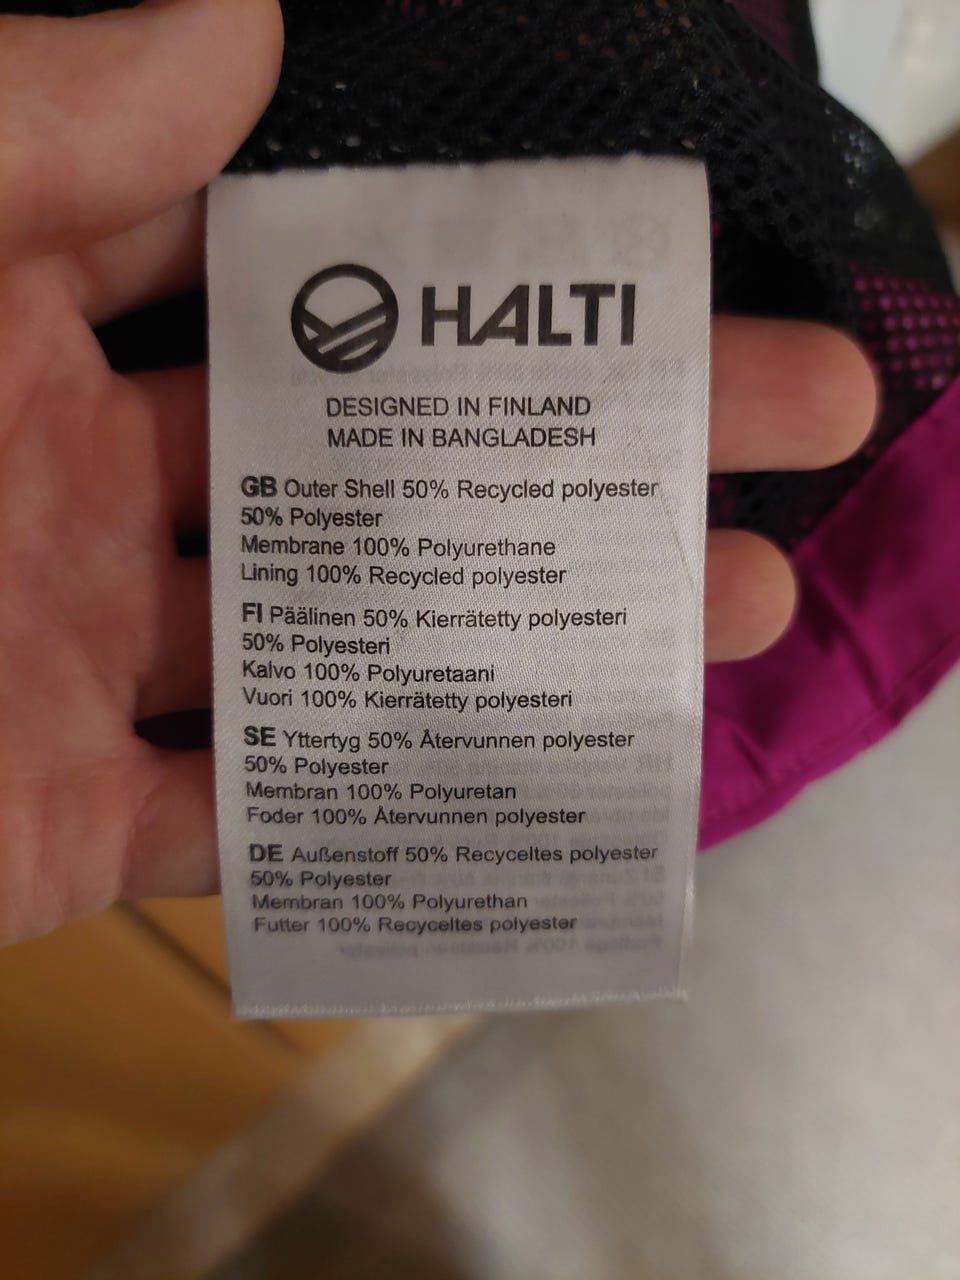 HALTI
DESIGNED IN FINLAND
MADE IN BANGLADESH
GB Outer Shell 50% Recycled polyester
50% Polyester
Membrane 100% Polyurethane
Lining 100% Recycled polyester
FI Päälinen 50% Kierrätetty polyesteri
50% Polyesteri
Kalvo 100% Polyuretaani
Vuori 100% Kierrätetty polyesteri
SE Yttertyg 50% Återvunnen polyester
50% Polyester
Membran 100% Polyuretan
Foder 100% Återvunnen polyester
DE Außenstoff 50% Recyceltes polyester
50% Polyester
Membran 100% Polyurethan
Futter 100% Recyceltes polyester